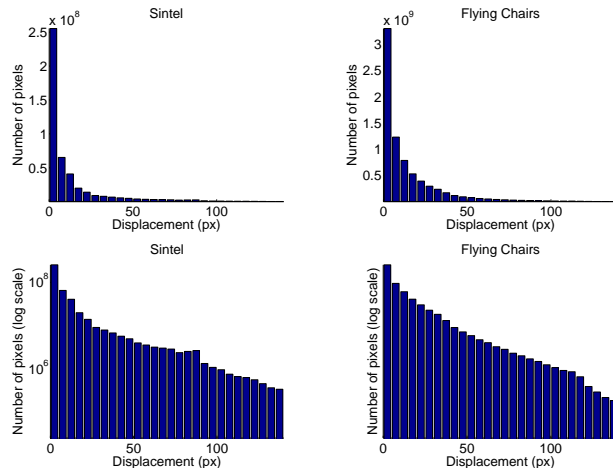 Sintel
x 10^8
2.5
2
1.5
1
0.5
Number of pixels
0
50
100
Displacement (px)
Flying Chairs
x 10^9
3
2.5
2
1.5
1
0.5
Number of pixels
0
50
100
Displacement (px)
Sintel
10^8
10^6
Number of pixels (log scale)
0
50
100
Displacement (px)
Flying Chairs
Number of pixels (log scale)
0
50
100
Displacement (px)